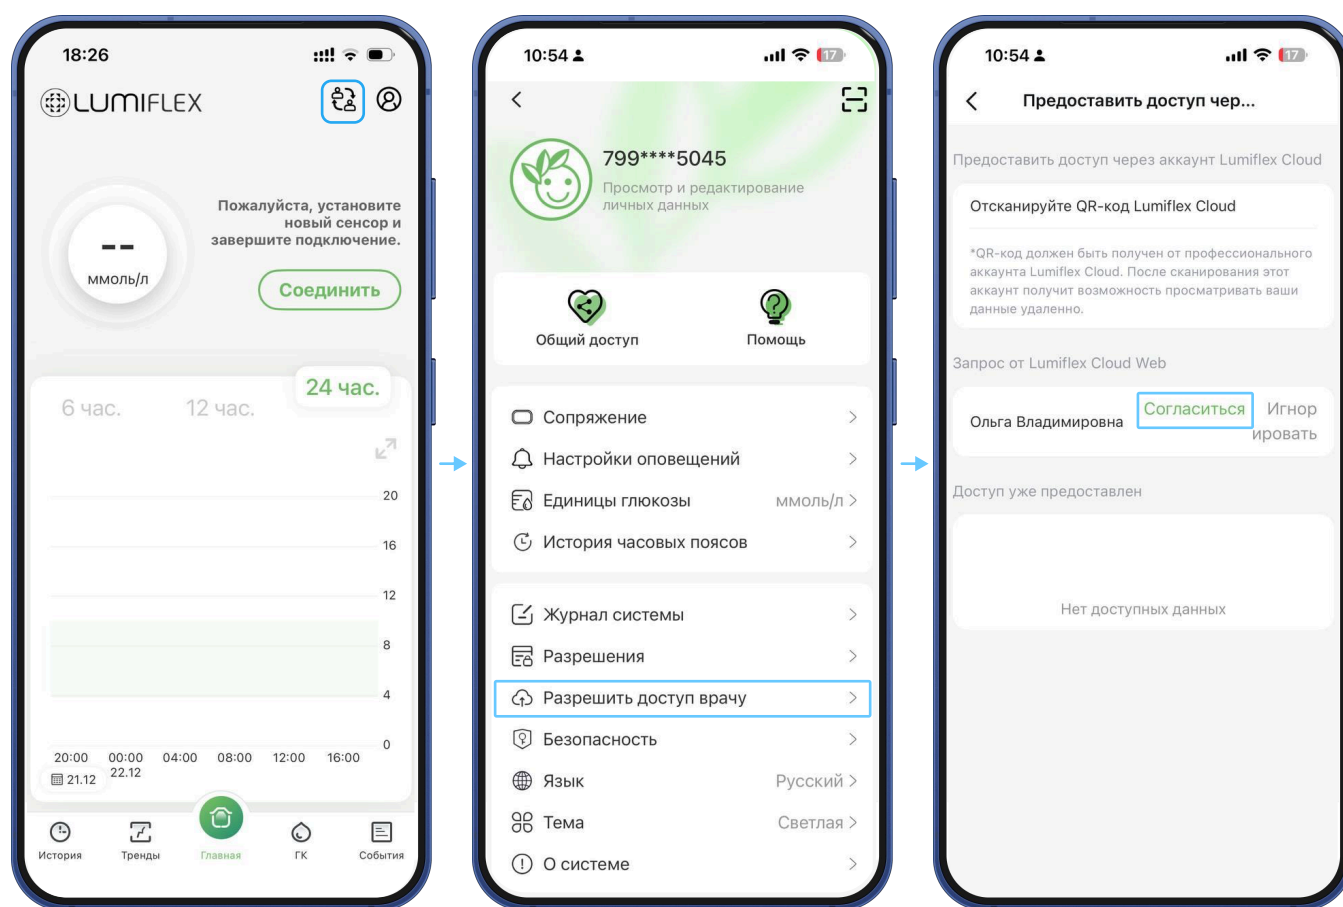 18:26
LUMIFLEX
Пожалуйста, установите
новый сенсор и
завершите подключение.
--
ммоль/л
Соединить
6 час.
12 час.
24 час.
20
16
12
8
4
0
20:00 00:00 04:00 08:00 12:00 16:00
22.12
21.12
История
Тренды
Главная
ГК
События
10:54
17
799****5045
Просмотр и редактирование
личных данных
Общий доступ
Помощь
Сопряжение
Настройки оповещений
Единицы глюкозы ммоль/л
История часовых поясов
Журнал системы
Разрешения
Разрешить доступ врачу
Безопасность
Язык Русский
Тема Светлая
О системе
10:54
17
Предоставить доступ чер...
Предоставить доступ через аккаунт Lumiflex Cloud
Отсканируйте QR-код Lumiflex Cloud
*QR-код должен быть получен от профессионального
аккаунта Lumiflex Cloud. После сканирования этот
аккаунт получит возможность просматривать ваши
данные удаленно.
Запрос от Lumiflex Cloud Web
Ольга Владимировна
Согласиться
Игнор
ировать
Доступ уже предоставлен
Нет доступных данных